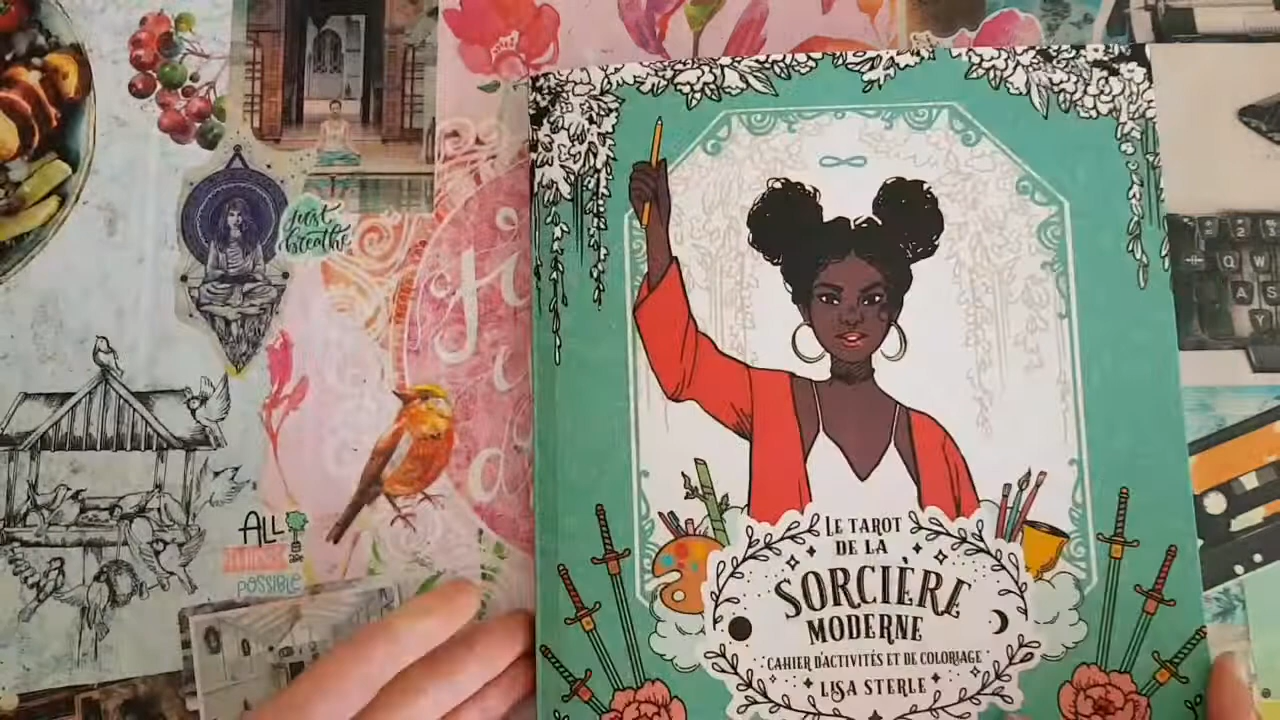 just
breathe
ALL
POSSIBLE
LE TAROT
DE LA
SORCIÈRE
MODERNE
CAHIER D'ACTIVITÉS ET DE COLORIAGE
LISA STERLE
Q W
A S